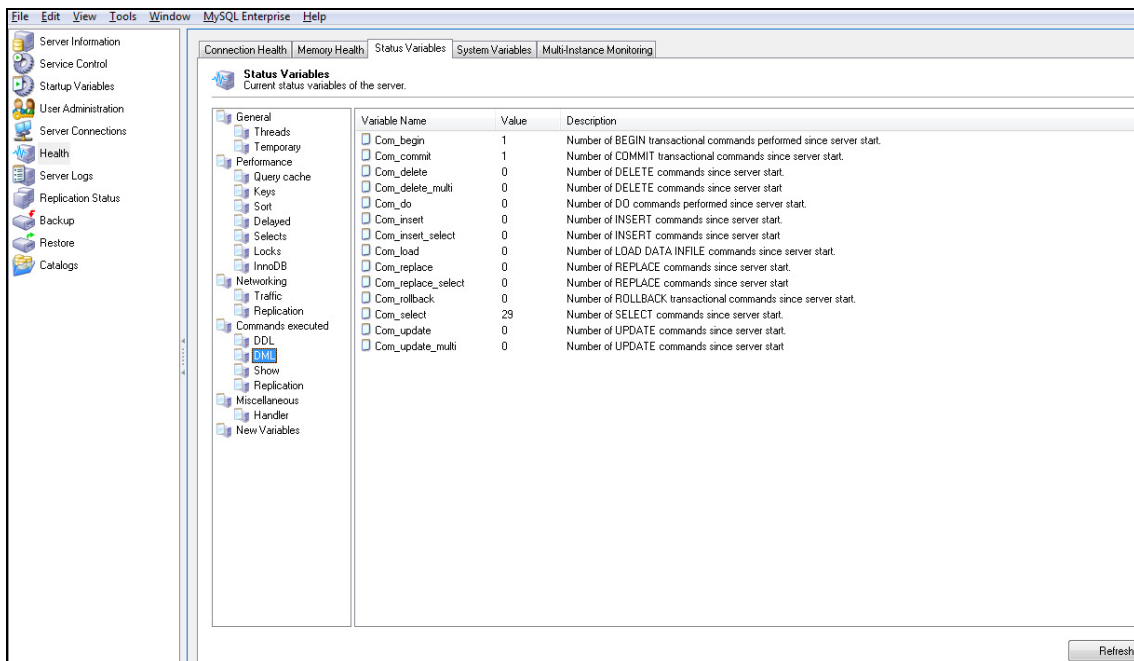 File Edit View Tools Window MySQL Enterprise Help
Server Information
Service Control
Startup Variables
User Administration
Server Connections
Health
Server Logs
Replication Status
Backup
Restore
Catalogs
Connection Health Memory Health Status Variables System Variables Multi-Instance Monitoring
Status Variables
Current status variables of the server.
General
Threads
Temporary
Performance
Query cache
Keys
Sort
Delayed
Selects
Locks
InnoDB
Networking
Traffic
Replication
Commands executed
DDL
DML
Show
Replication
Miscellaneous
Handler
New Variables
Variable Name Value Description
Com_begin 1 Number of BEGIN transactional commands performed since server start.
Com_commit 1 Number of COMMIT transactional commands since server start.
Com_delete 0 Number of DELETE commands since server start.
Com_delete_multi 0 Number of DELETE commands since server start
Com_do 0 Number of DO commands performed since server start.
Com_insert 0 Number of INSERT commands since server start.
Com_insert_select 0 Number of INSERT commands since server start
Com_load 0 Number of LOAD DATA INFILE commands since server start.
Com_replace 0 Number of REPLACE commands since server start.
Com_replace_select 0 Number of REPLACE commands since server start
Com_rollback 0 Number of ROLLBACK transactional commands since server start.
Com_select 29 Number of SELECT commands since server start.
Com_update 0 Number of UPDATE commands since server start.
Com_update_multi 0 Number of UPDATE commands since server start
Refresh